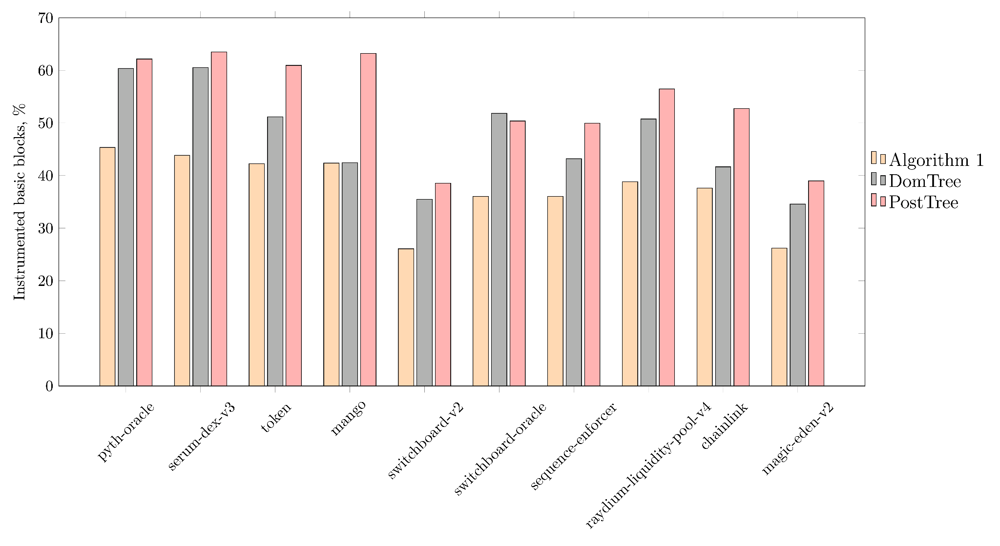 70
60
50
40
30
20
10
0
Instrumented basic blocks, %
pyth-oracle
serum-dex-v3
token
mango
switchboard-v2
switchboard-oracle
sequence-enforcer
raydium-liquidity-pool-v4
chainlink
magic-eden-v2
Algorithm 1
DomTree
PostTree